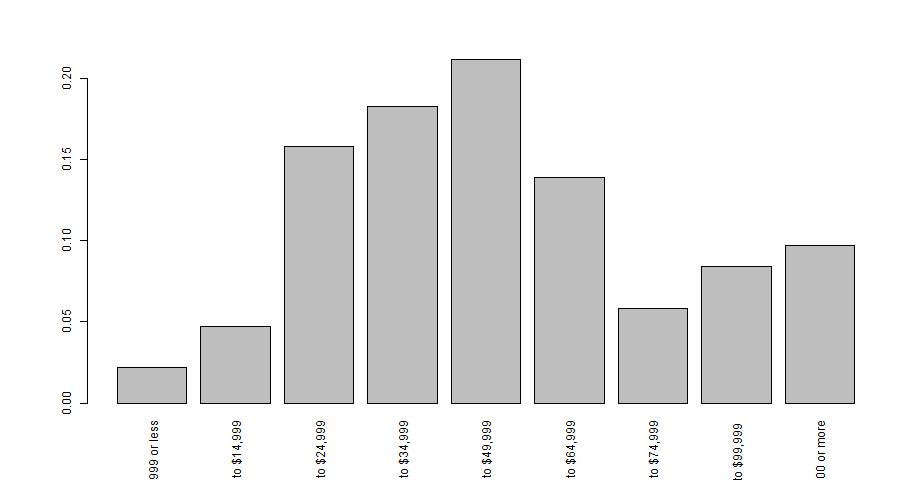 0.20
0.15
0.10
0.05
0.00
999 or less
to $14,999
to $24,999
to $34,999
to $49,999
to $64,999
to $74,999
to $99,999
00 or more